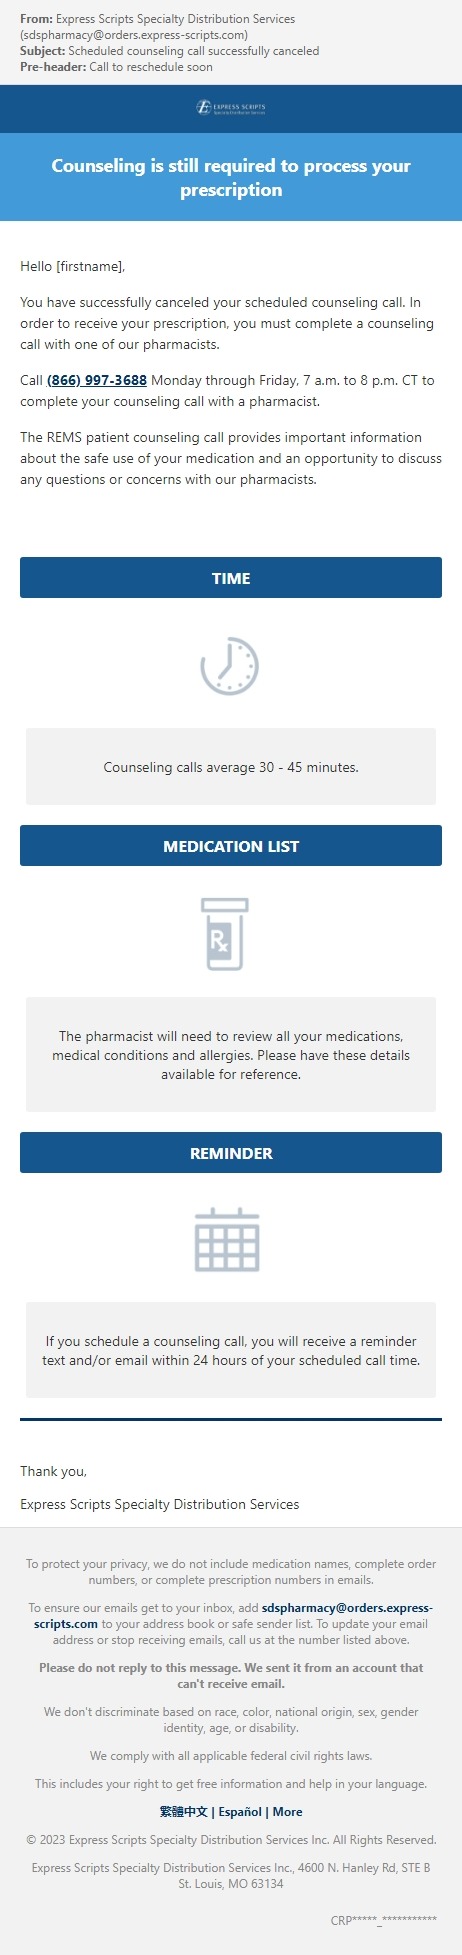 From: Express Scripts Specialty Distribution Services
(sdspharmacy@orders.express-scripts.com)
Subject: Scheduled counseling call successfully canceled
Pre-header: Call to reschedule soon
EXPRESS SCRIPTS
Specialty Distribution Services
Counseling is still required to process your
prescription
Hello [firstname],
You have successfully canceled your scheduled counseling call. In
order to receive your prescription, you must complete a counseling
call with one of our pharmacists.
Call (866) 997-3688 Monday through Friday, 7 a.m. to 8 p.m. CT to
complete your counseling call with a pharmacist.
The REMS patient counseling call provides important information
about the safe use of your medication and an opportunity to discuss
any questions or concerns with our pharmacists.
TIME
Counseling calls average 30 - 45 minutes.
MEDICATION LIST
Rx
The pharmacist will need to review all your medications,
medical conditions and allergies. Please have these details
available for reference.
REMINDER
If you schedule a counseling call, you will receive a reminder
text and/or email within 24 hours of your scheduled call time.
Thank you,
Express Scripts Specialty Distribution Services
To protect your privacy, we do not include medication names, complete order
numbers, or complete prescription numbers in emails.
To ensure our emails get to your inbox, add sdspharmacy@orders.express-
scripts.com to your address book or safe sender list. To update your email
address or stop receiving emails, call us at the number listed above.
Please do not reply to this message. We sent it from an account that
can't receive email.
We don't discriminate based on race, color, national origin, sex, gender
identity, age, or disability.
We comply with all applicable federal civil rights laws.
This includes your right to get free information and help in your language.
繁體中文 | Español | More
© 2023 Express Scripts Specialty Distribution Services Inc. All Rights Reserved.
Express Scripts Specialty Distribution Services Inc., 4600 N. Hanley Rd, STE B
St. Louis, MO 63134
CRP*****_***********